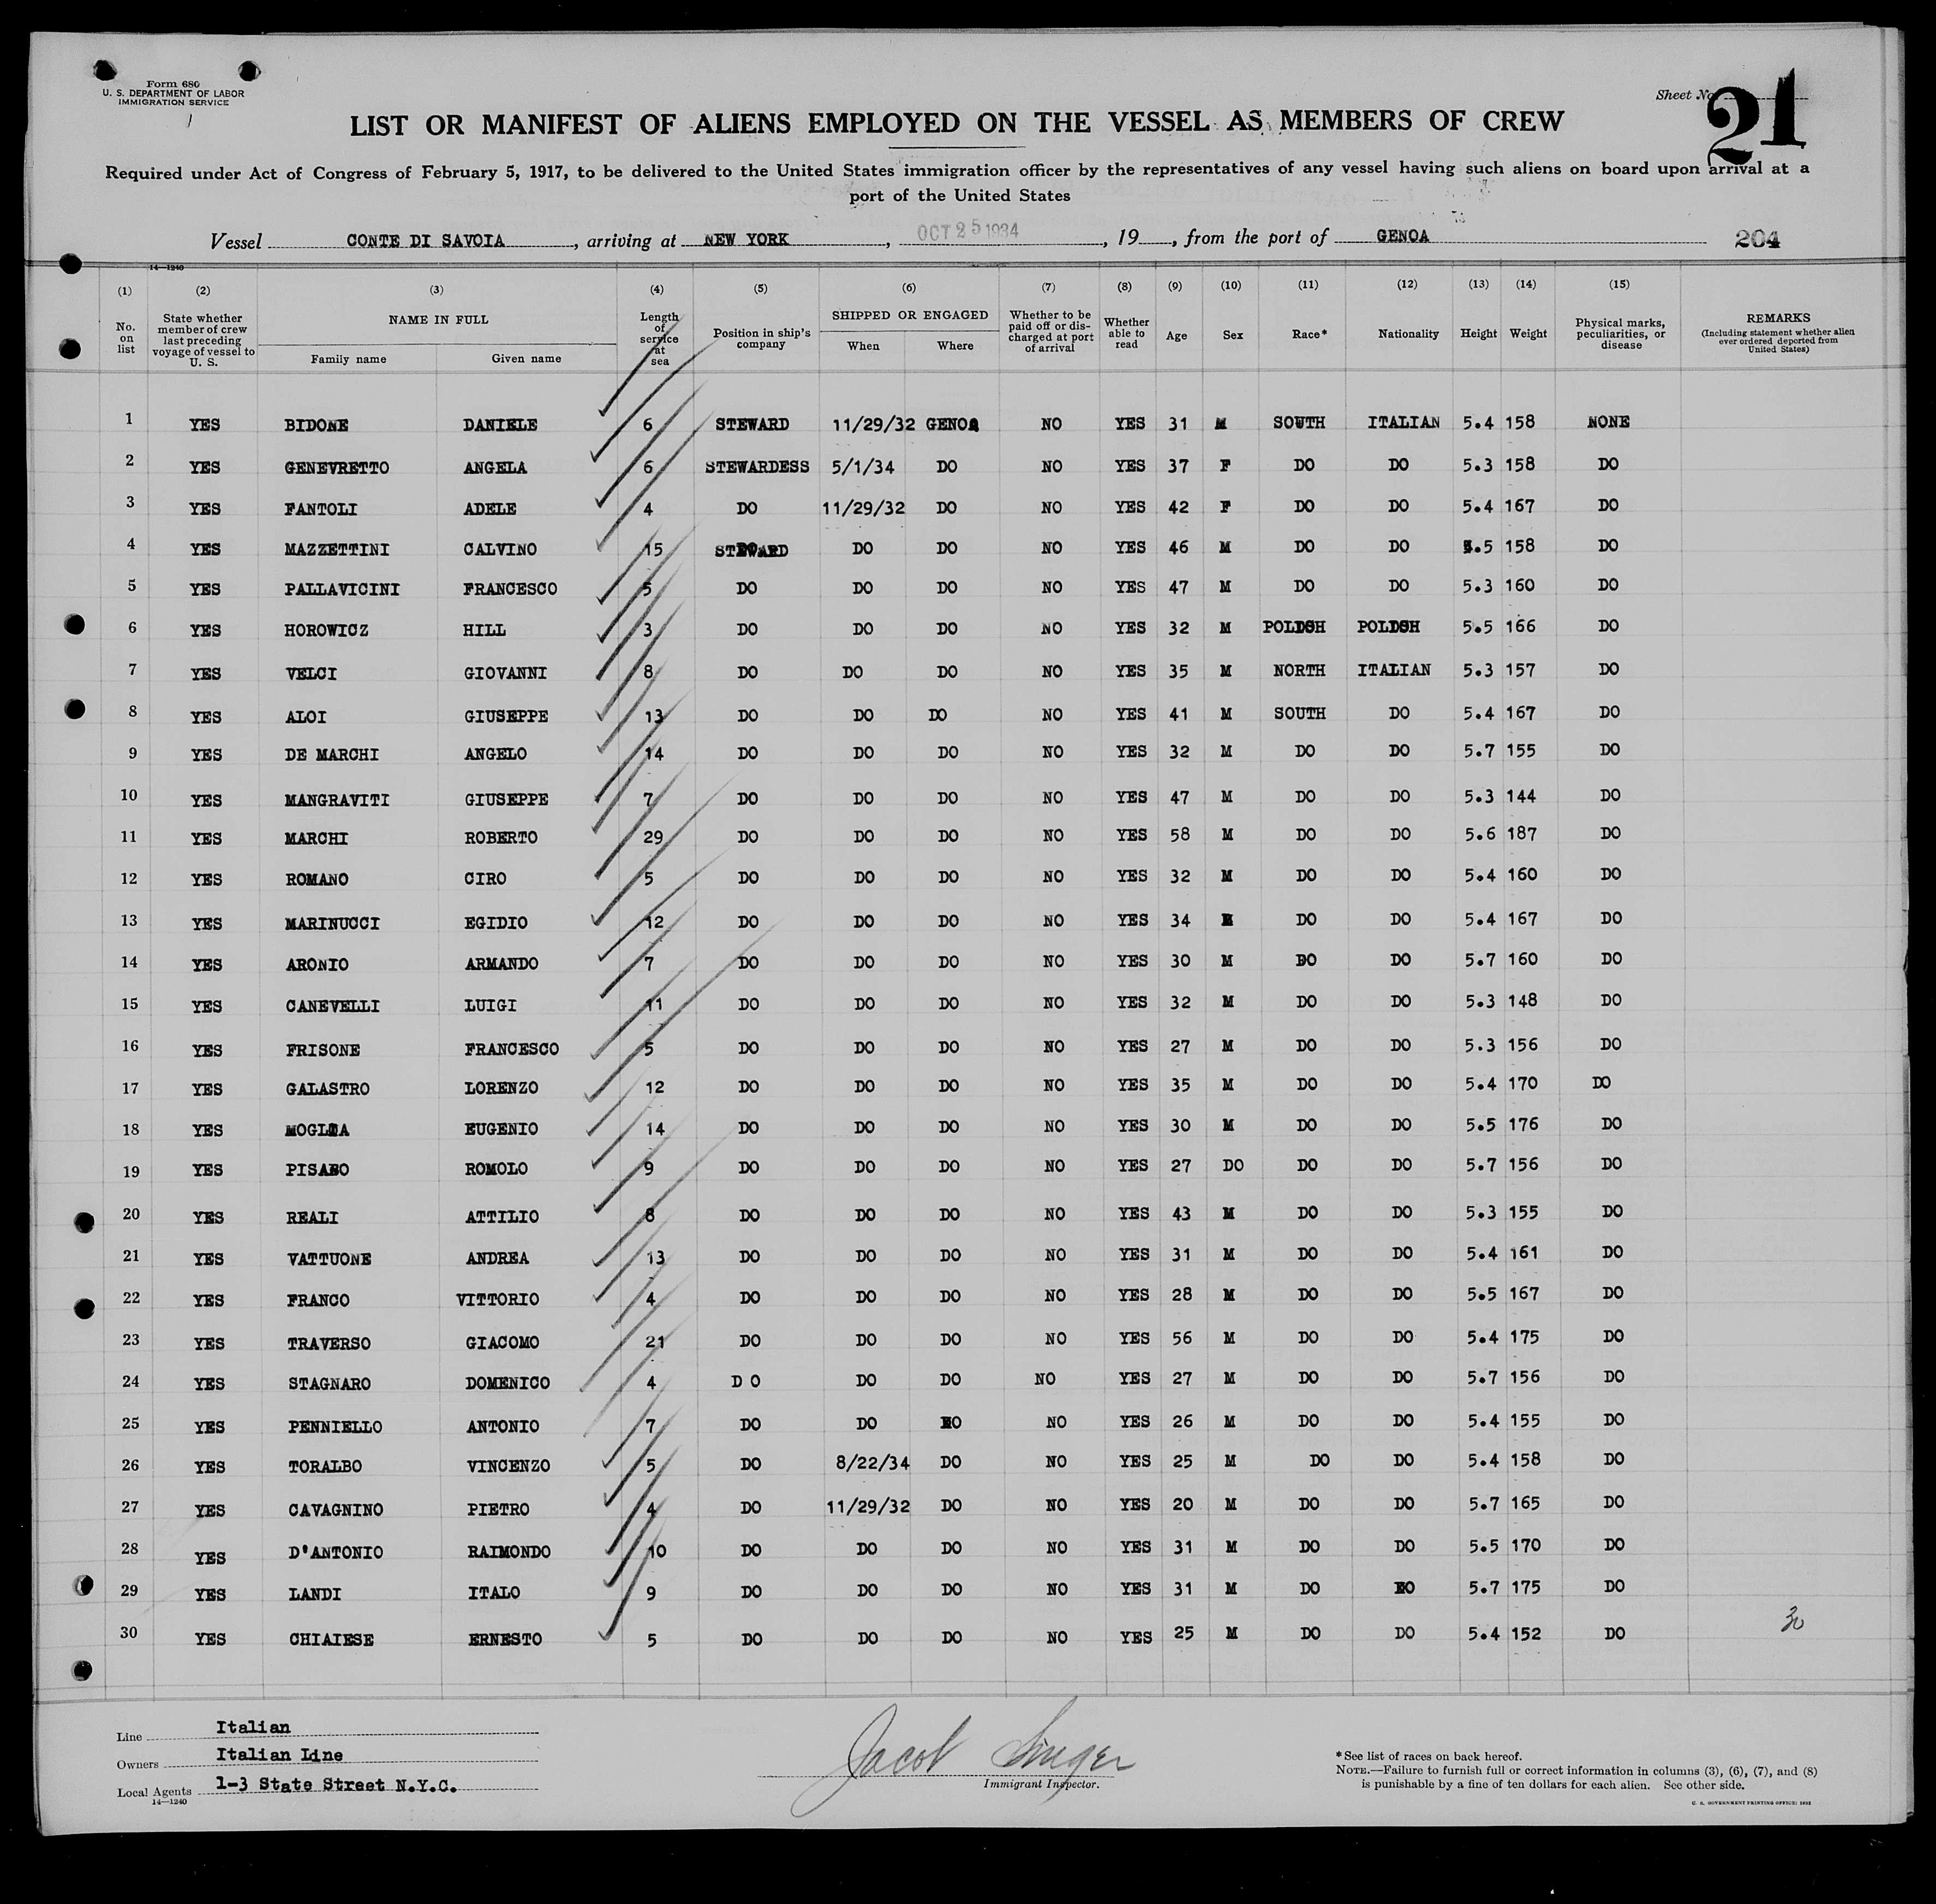 Form 680
U. S. DEPARTMENT OF LABOR
IMMIGRATION SERVICE
Sheet No. 21
LIST OR MANIFEST OF ALIENS EMPLOYED ON THE VESSEL AS MEMBERS OF CREW
Required under Act of Congress of February 5, 1917, to be delivered to the United States immigration officer by the representatives of any vessel having such aliens on board upon arrival at a
port of the United States
Vessel CONTE DI SAVOIA, arriving at NEW YORK, OCT 25 1934, 19, from the port of GENOA 204
14—1240
(1) (2) (3) (4) (5) (6) (7) (8) (9) (10) (11) (12) (13) (14) (15)
No. on list State whether member of crew last preceding voyage of vessel to U. S. NAME IN FULL Family name Given name Length of service at sea Position in ship's company SHIPPED OR ENGAGED When Where Whether to be paid off or discharged at port of arrival Whether able to read Age Sex Race* Nationality Height Weight Physical marks, peculiarities, or disease REMARKS (Including statement whether alien ever ordered deported from United States)
1 YES BIDONE DANIELE 6 STEWARD 11/29/32 GENOA NO YES 31 M SOUTH ITALIAN 5.4 158 NONE
2 YES GENEVRETTO ANGELA 6 STEWARDESS 5/1/34 DO NO YES 37 F DO DO 5.3 158 DO
3 YES FANTOLI ADELE 4 DO 11/29/32 DO NO YES 42 F DO DO 5.4 167 DO
4 YES MAZZETTINI CALVINO 15 STEWARD DO DO NO YES 46 M DO DO 5.5 158 DO
5 YES PALLAVICINI FRANCESCO 5 DO DO DO NO YES 47 M DO DO 5.3 160 DO
6 YES HOROWICZ HILL 3 DO DO DO NO YES 32 M POLISH POLISH 5.5 166 DO
7 YES VELCI GIOVANNI 8 DO DO DO NO YES 35 M NORTH ITALIAN 5.3 157 DO
8 YES ALOI GIUSEPPE 13 DO DO DO NO YES 41 M SOUTH DO 5.4 167 DO
9 YES DE MARCHI ANGELO 14 DO DO DO NO YES 32 M DO DO 5.7 155 DO
10 YES MANGRAVITI GIUSEPPE 7 DO DO DO NO YES 47 M DO DO 5.3 144 DO
11 YES MARCHI ROBERTO 29 DO DO DO NO YES 58 M DO DO 5.6 187 DO
12 YES ROMANO CIRO 5 DO DO DO NO YES 32 M DO DO 5.4 160 DO
13 YES MARINUCCI EGIDIO 12 DO DO DO NO YES 34 DO DO 5.4 167 DO
14 YES ARONIO ARMANDO 7 DO DO DO NO YES 30 M DO DO 5.7 160 DO
15 YES CANEVELLI LUIGI 11 DO DO DO NO YES 32 M DO DO 5.3 148 DO
16 YES FRISONE FRANCESCO 5 DO DO DO NO YES 27 M DO DO 5.3 156 DO
17 YES GALASTRO LORENZO 12 DO DO DO NO YES 35 M DO DO 5.4 170 DO
18 YES MOGLIA EUGENIO 14 DO DO DO NO YES 30 M DO DO 5.5 176 DO
19 YES PISANO ROMOLO 9 DO DO DO NO YES 27 DO DO DO 5.7 156 DO
20 YES REALI ATTILIO 8 DO DO DO NO YES 43 M DO DO 5.3 155 DO
21 YES VATTUONE ANDREA 13 DO DO DO NO YES 31 M DO DO 5.4 161 DO
22 YES FRANCO VITTORIO 4 DO DO DO NO YES 28 M DO DO 5.5 167 DO
23 YES TRAVERSO GIACOMO 21 DO DO DO NO YES 56 M DO DO 5.4 175 DO
24 YES STAGNARO DOMENICO 4 D O DO DO NO YES 27 M DO DO 5.7 156 DO
25 YES PENNIELLO ANTONIO 7 DO DO DO NO YES 26 M DO DO 5.4 155 DO
26 YES TORALBO VINCENZO 5 DO 8/22/34 DO NO YES 25 M DO DO 5.4 158 DO
27 YES CAVAGNINO PIETRO 4 DO 11/29/32 DO NO YES 20 M DO DO 5.7 165 DO
28 YES D'ANTONIO RAIMONDO 10 DO DO DO NO YES 31 M DO DO 5.5 170 DO
29 YES LANDI ITALO 9 DO DO DO NO YES 31 M DO DO 5.7 175 DO
30 YES CHIAIESE ERNESTO 5 DO DO DO NO YES 25 M DO DO 5.4 152 DO
30
Line Italian
Owners Italian Line
Local Agents 1-3 State Street N.Y.C.
14—1240
Jacob Singer
Immigrant Inspector.
*See list of races on back hereof.
NOTE.—Failure to furnish full or correct information in columns (3), (6), (7), and (8)
is punishable by a fine of ten dollars for each alien. See other side.
U. S. GOVERNMENT PRINTING OFFICE: 1932